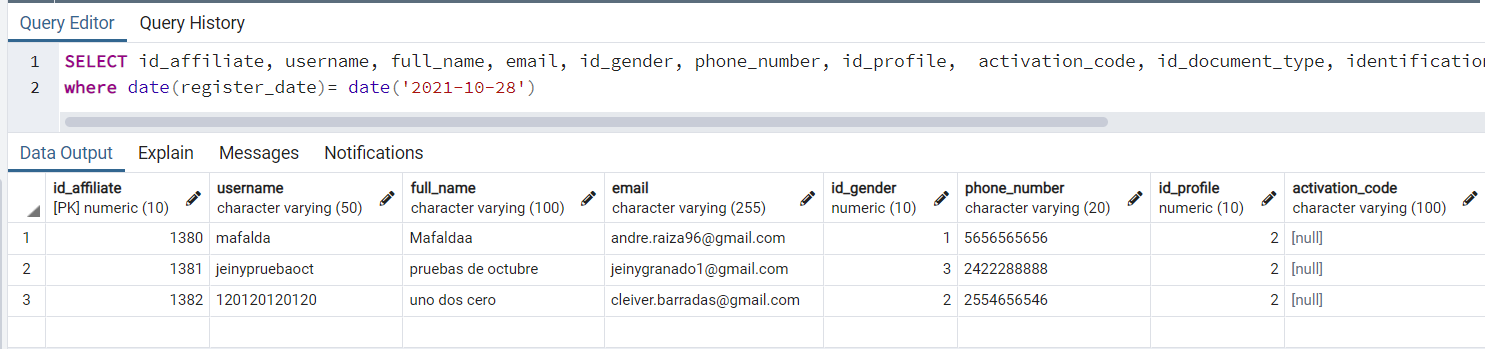 Query Editor Query History
1 SELECT id_affiliate, username, full_name, email, id_gender, phone_number, id_profile,  activation_code, id_document_type, identification
2 where date(register_date)= date('2021-10-28')
Data Output Explain Messages Notifications
id_affiliate username full_name email id_gender phone_number id_profile activation_code
[PK] numeric (10) character varying (50) character varying (100) character varying (255) numeric (10) character varying (20) numeric (10) character varying (100)
1 1380 mafalda Mafaldaa andre.raiza96@gmail.com 1 5656565656 2 [null]
2 1381 jeinypruebaoct pruebas de octubre jeinygranado1@gmail.com 3 2422288888 2 [null]
3 1382 120120120120 uno dos cero cleiver.barradas@gmail.com 2 2554656546 2 [null]